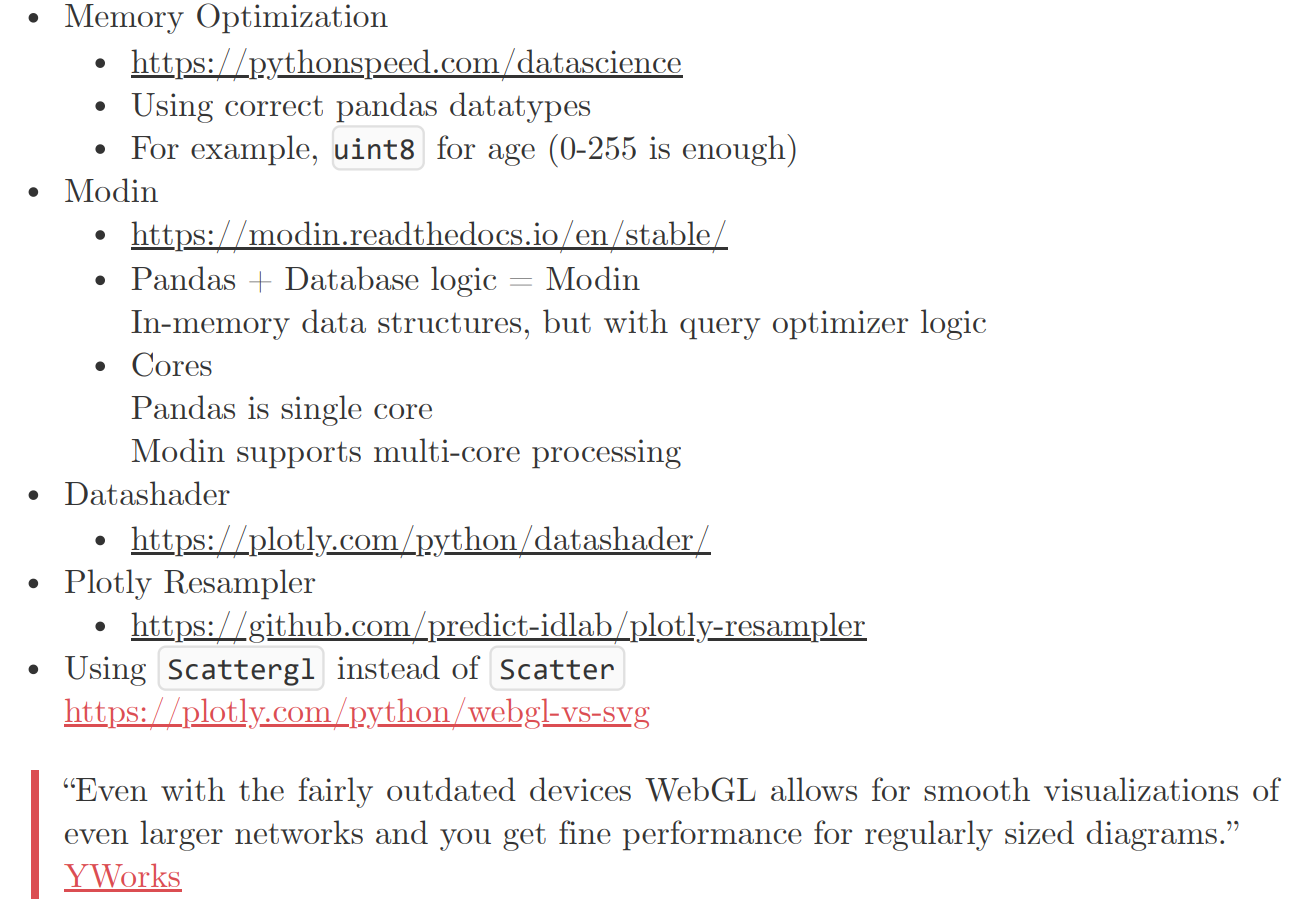 • Memory Optimization
• https://pythonspeed.com/datascience
• Using correct pandas datatypes
• For example, uint8 for age (0-255 is enough)
• Modin
• https://modin.readthedocs.io/en/stable/
• Pandas + Database logic = Modin
In-memory data structures, but with query optimizer logic
• Cores
Pandas is single core
Modin supports multi-core processing
• Datashader
• https://plotly.com/python/datashader/
• Plotly Resampler
• https://github.com/predict-idlab/plotly-resampler
• Using Scattergl instead of Scatter
https://plotly.com/python/webgl-vs-svg
“Even with the fairly outdated devices WebGL allows for smooth visualizations of
even larger networks and you get fine performance for regularly sized diagrams.”
YWorks